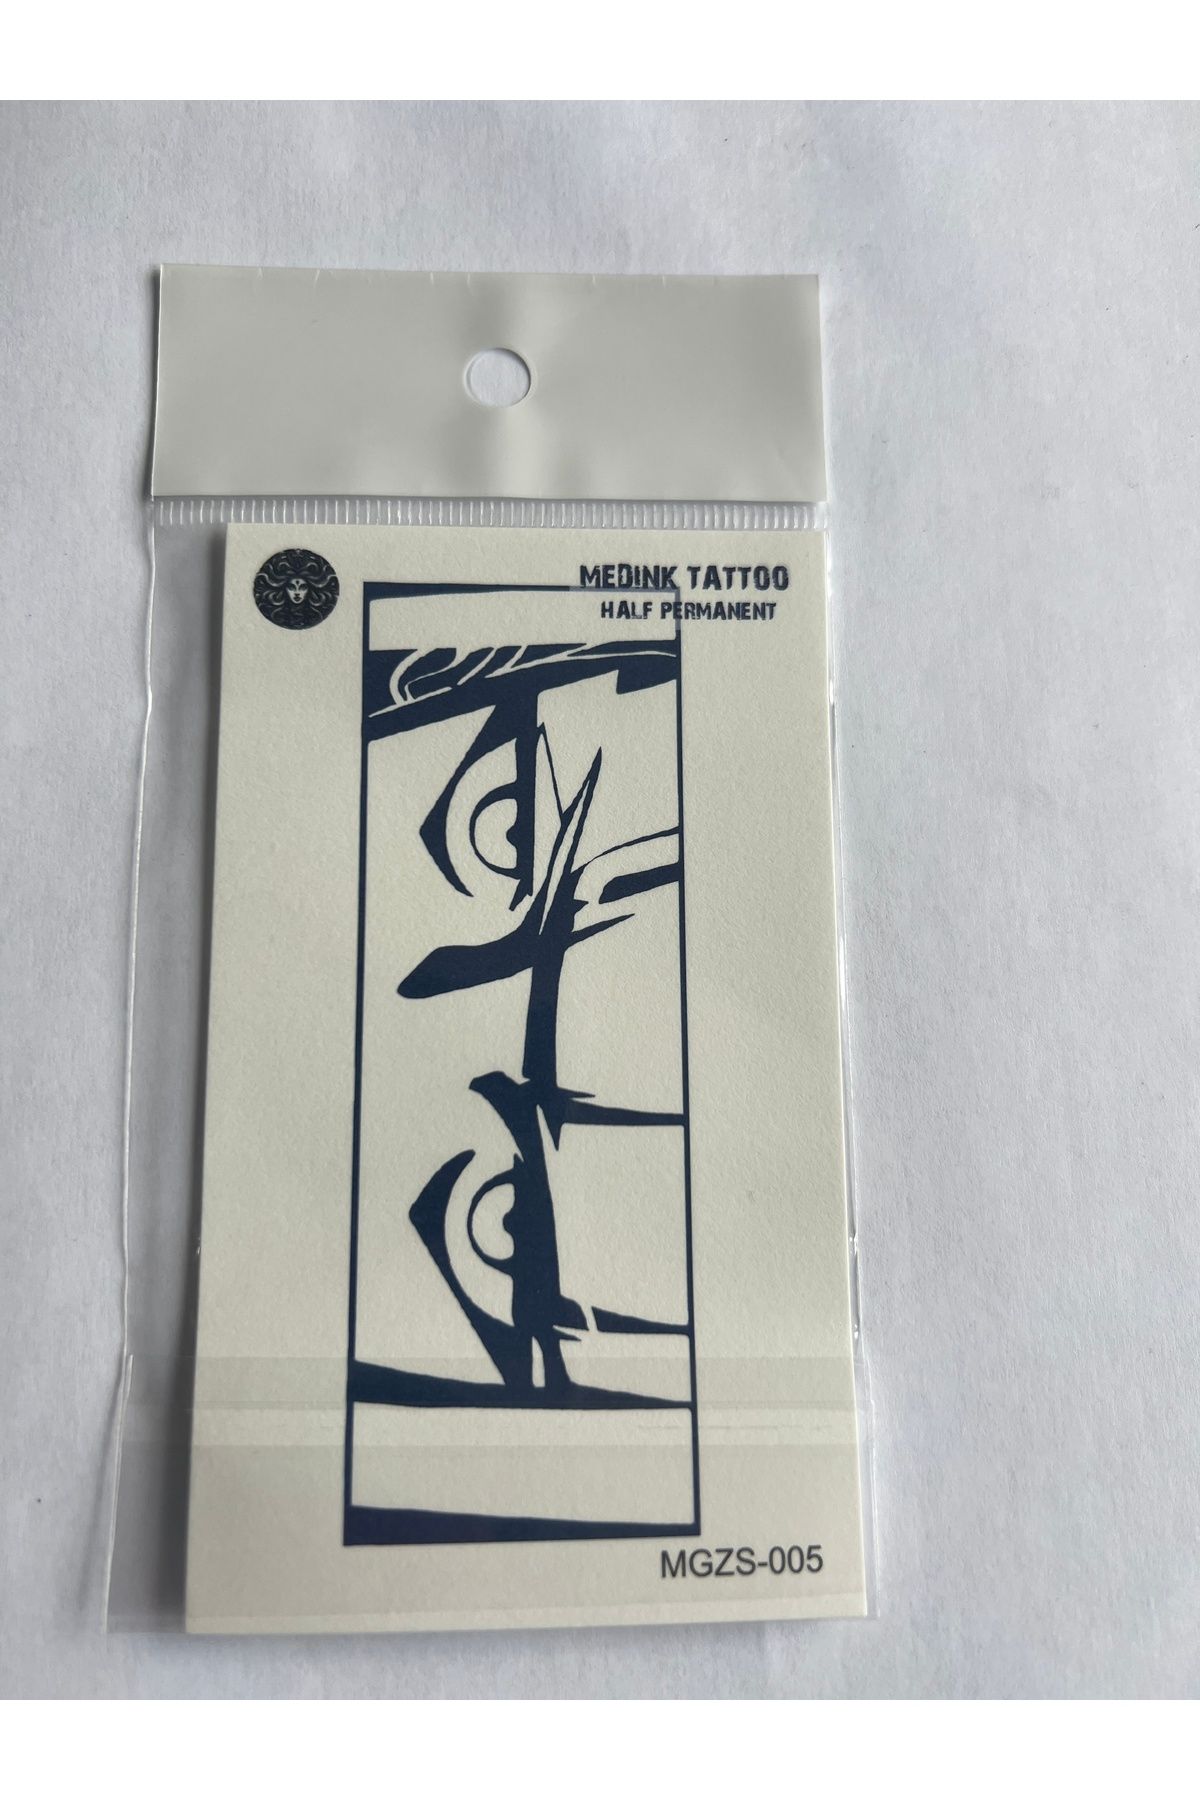 MEDINK TATTOO
HALF PERMANENT
MGZS-005